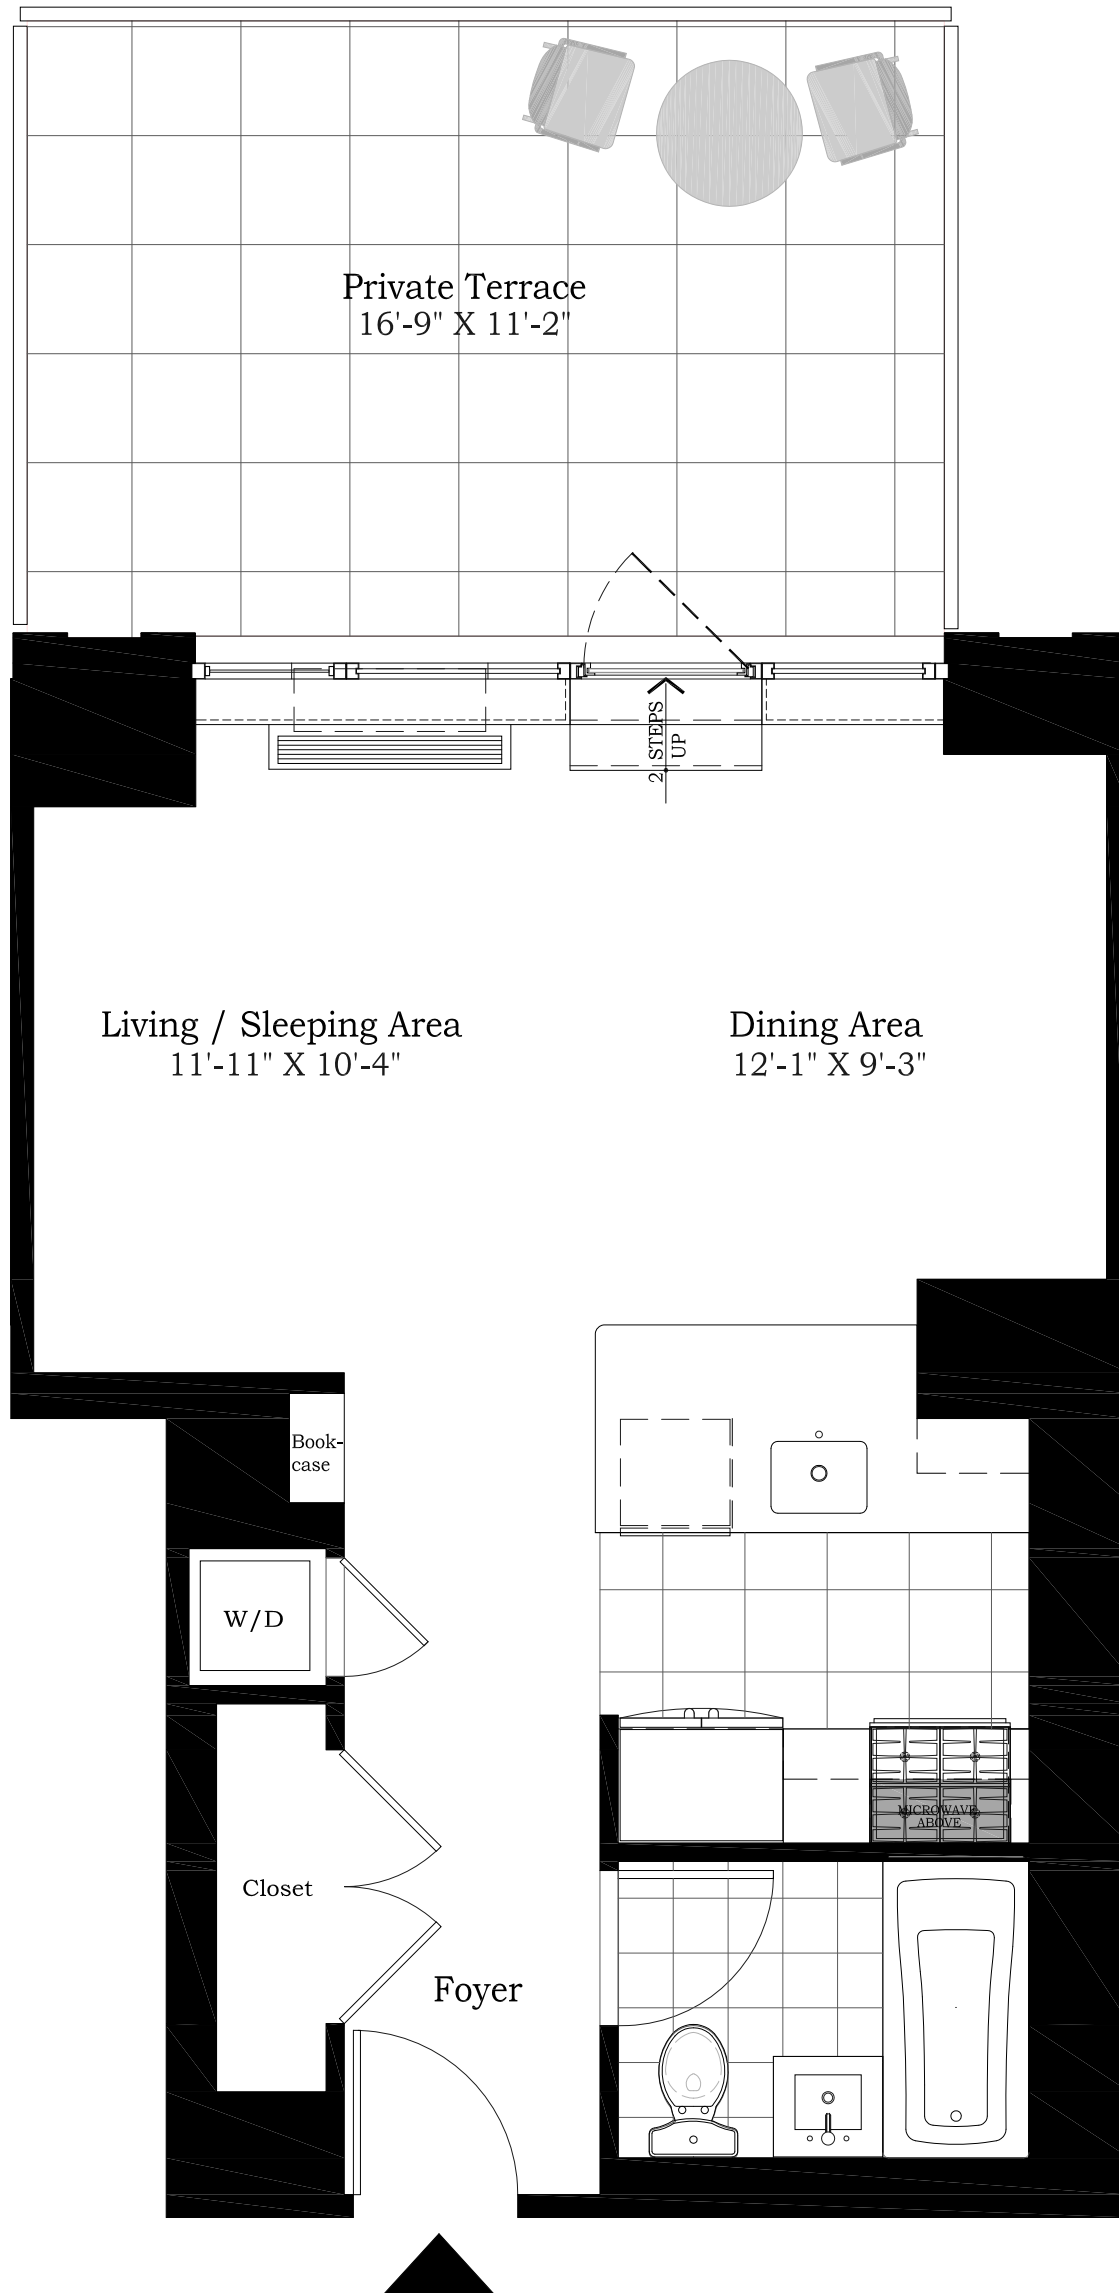 Private Terrace
16'-9" X 11'-2"
2 STEPS
UP
Living / Sleeping Area
11'-11" X 10'-4"
Dining Area
12'-1" X 9'-3"
Book-
case
W/D
MICROWAVE
ABOVE
Closet
Foyer